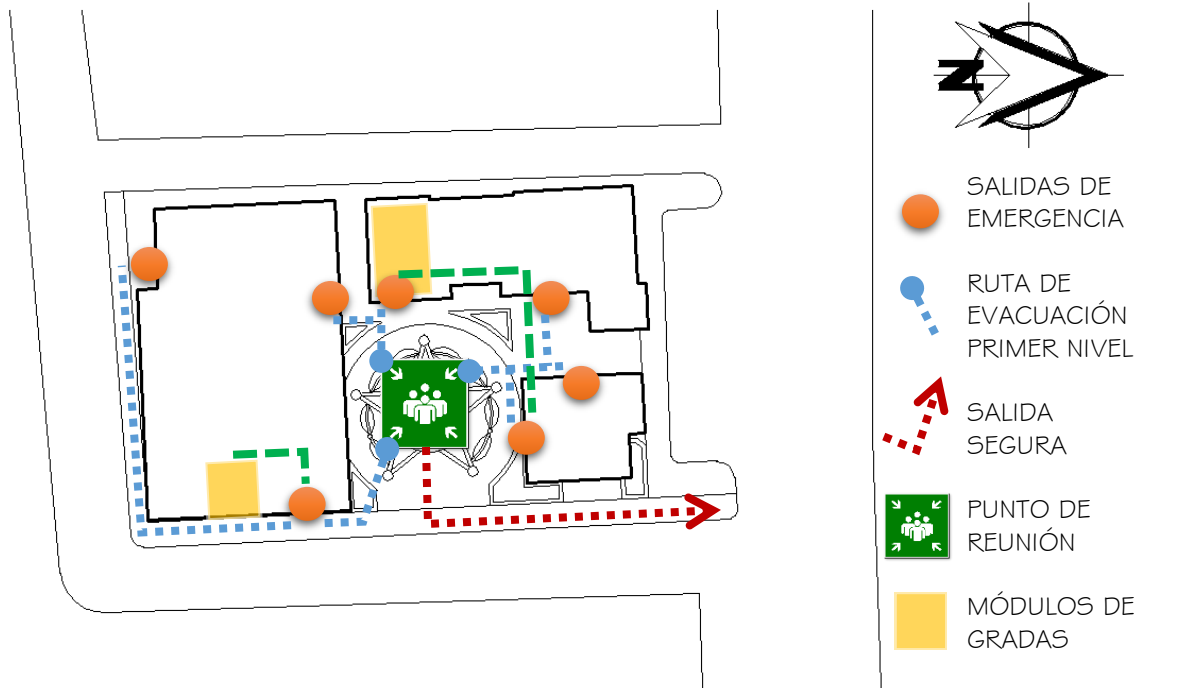 N
SALIDAS DE
EMERGENCIA
RUTA DE
EVACUACIÓN
PRIMER NIVEL
SALIDA
SEGURA
PUNTO DE
REUNIÓN
MÓDULOS DE
GRADAS